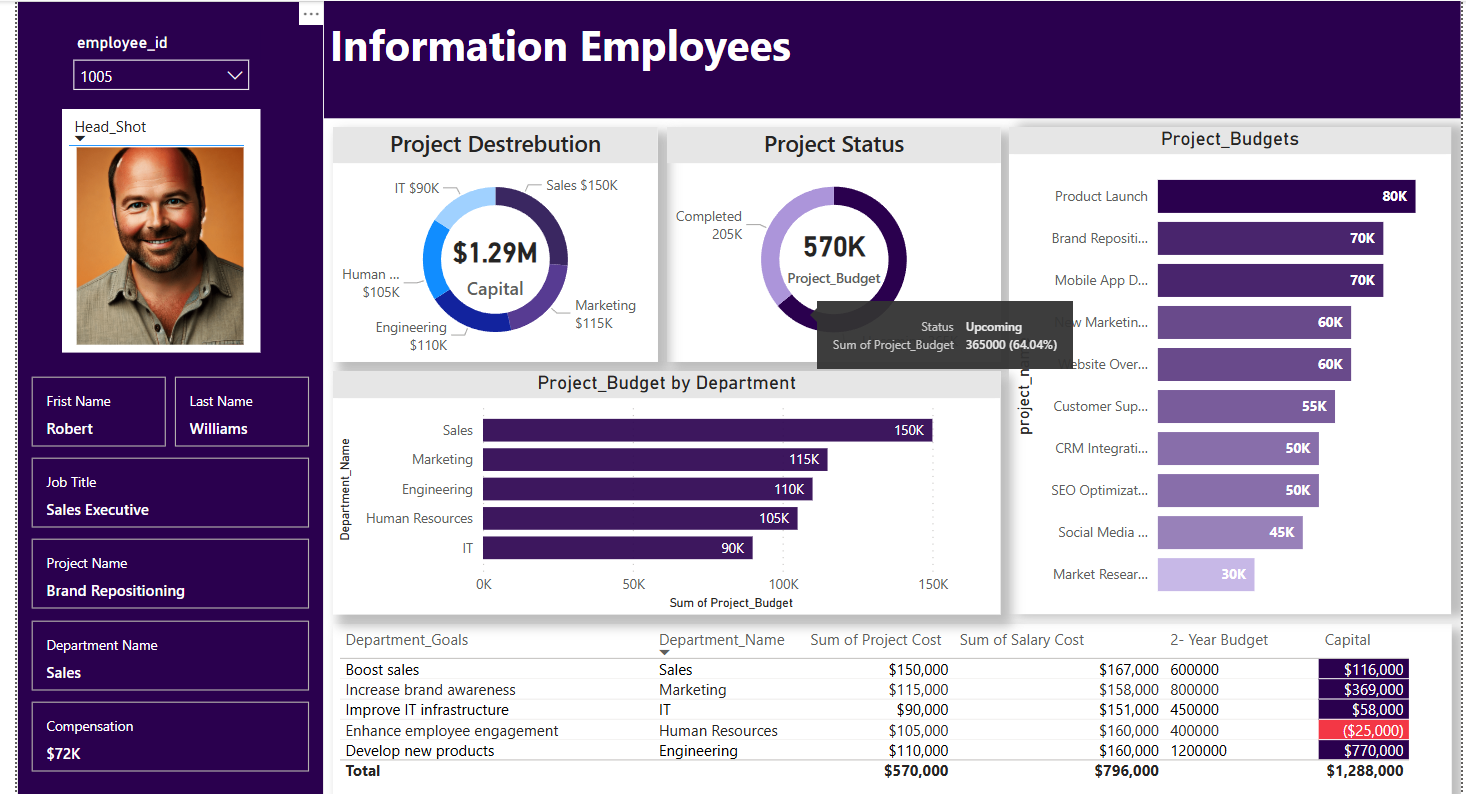 employee_id
1005
Head_Shot
Frist Name
Robert
Last Name
Williams
Job Title
Sales Executive
Project Name
Brand Repositioning
Department Name
Sales
Compensation
$72K
Information Employees
Project Destrebution
IT $90K
Sales $150K
Human ...
$105K
Engineering
$110K
Marketing
$115K
$1.29M
Capital
Project Status
Completed
205K
570K
Project_Budget
Status Upcoming
Sum of Project_Budget 365000 (64.04%)
Project_Budgets
Product Launch 80K
Brand Repositi... 70K
Mobile App D... 70K
New Marketin... 60K
Website Over... 60K
Customer Sup... 55K
CRM Integrati... 50K
SEO Optimizat... 50K
Social Media ... 45K
Market Resear... 30K
Project_Budget by Department
Department_Name
Sales 150K
Marketing 115K
Engineering 110K
Human Resources 105K
IT 90K
0K 50K 100K 150K
Sum of Project_Budget
Department_Goals Department_Name Sum of Project Cost Sum of Salary Cost 2- Year Budget Capital
Boost sales Sales $150,000 $167,000 600000 $116,000
Increase brand awareness Marketing $115,000 $158,000 800000 $369,000
Improve IT infrastructure IT $90,000 $151,000 450000 $58,000
Enhance employee engagement Human Resources $105,000 $160,000 400000 ($25,000)
Develop new products Engineering $110,000 $160,000 1200000 $770,000
Total $570,000 $796,000 $1,288,000